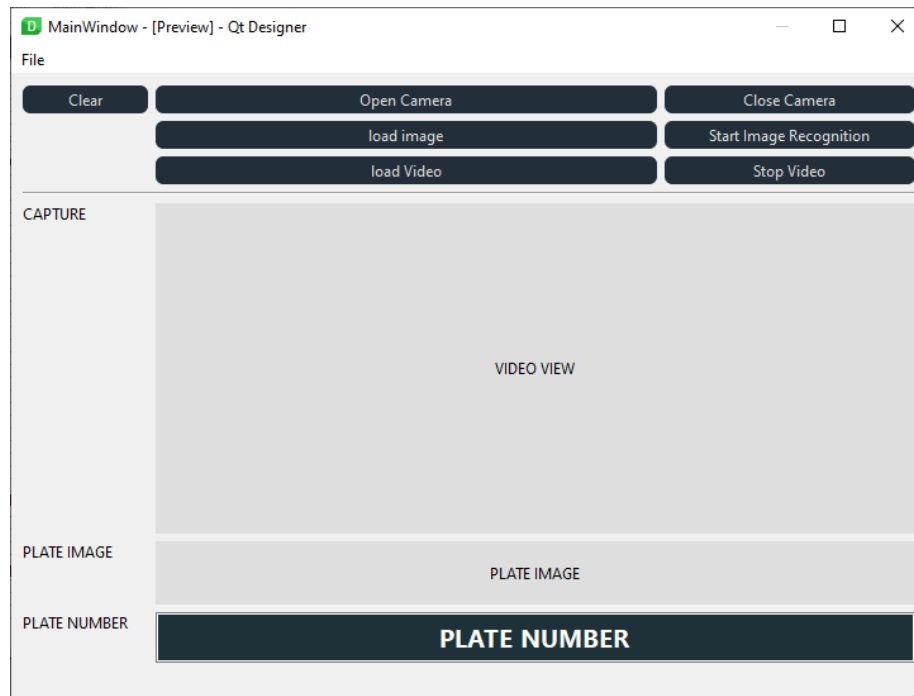 D MainWindow - [Preview] - Qt Designer
File
Clear Open Camera Close Camera
load image Start Image Recognition
load Video Stop Video
CAPTURE
VIDEO VIEW
PLATE IMAGE
PLATE IMAGE
PLATE NUMBER
PLATE NUMBER